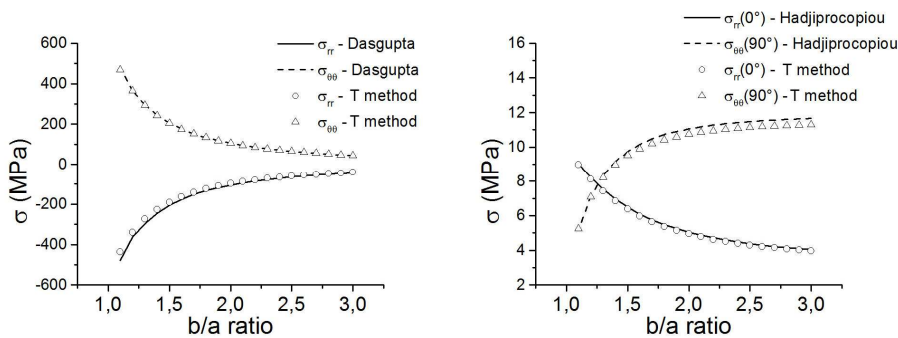 600
400
200
0
-200
-400
-600
σ (MPa)
1,0 1,5 2,0 2,5 3,0
b/a ratio
σrr - Dasgupta
σθθ - Dasgupta
σrr - T method
σθθ - T method
16
14
12
10
8
6
4
2
σ (MPa)
1,0 1,5 2,0 2,5 3,0
b/a ratio
σrr(0°) - Hadjiprocopiou
σθθ(90°) - Hadjiprocopiou
σrr(0°) - T method
σθθ(90°) - T method